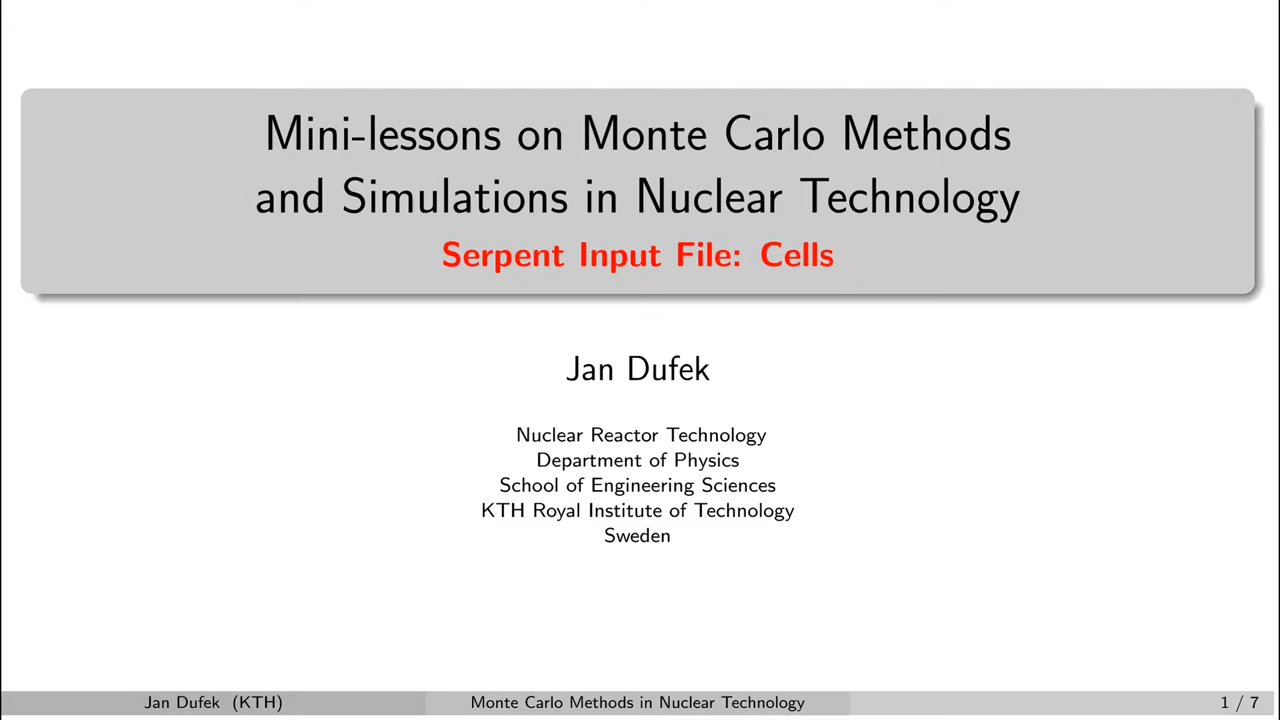 Mini-lessons on Monte Carlo Methods
and Simulations in Nuclear Technology
Serpent Input File: Cells
Jan Dufek
Nuclear Reactor Technology
Department of Physics
School of Engineering Sciences
KTH Royal Institute of Technology
Sweden
Jan Dufek (KTH)
Monte Carlo Methods in Nuclear Technology
1 / 7